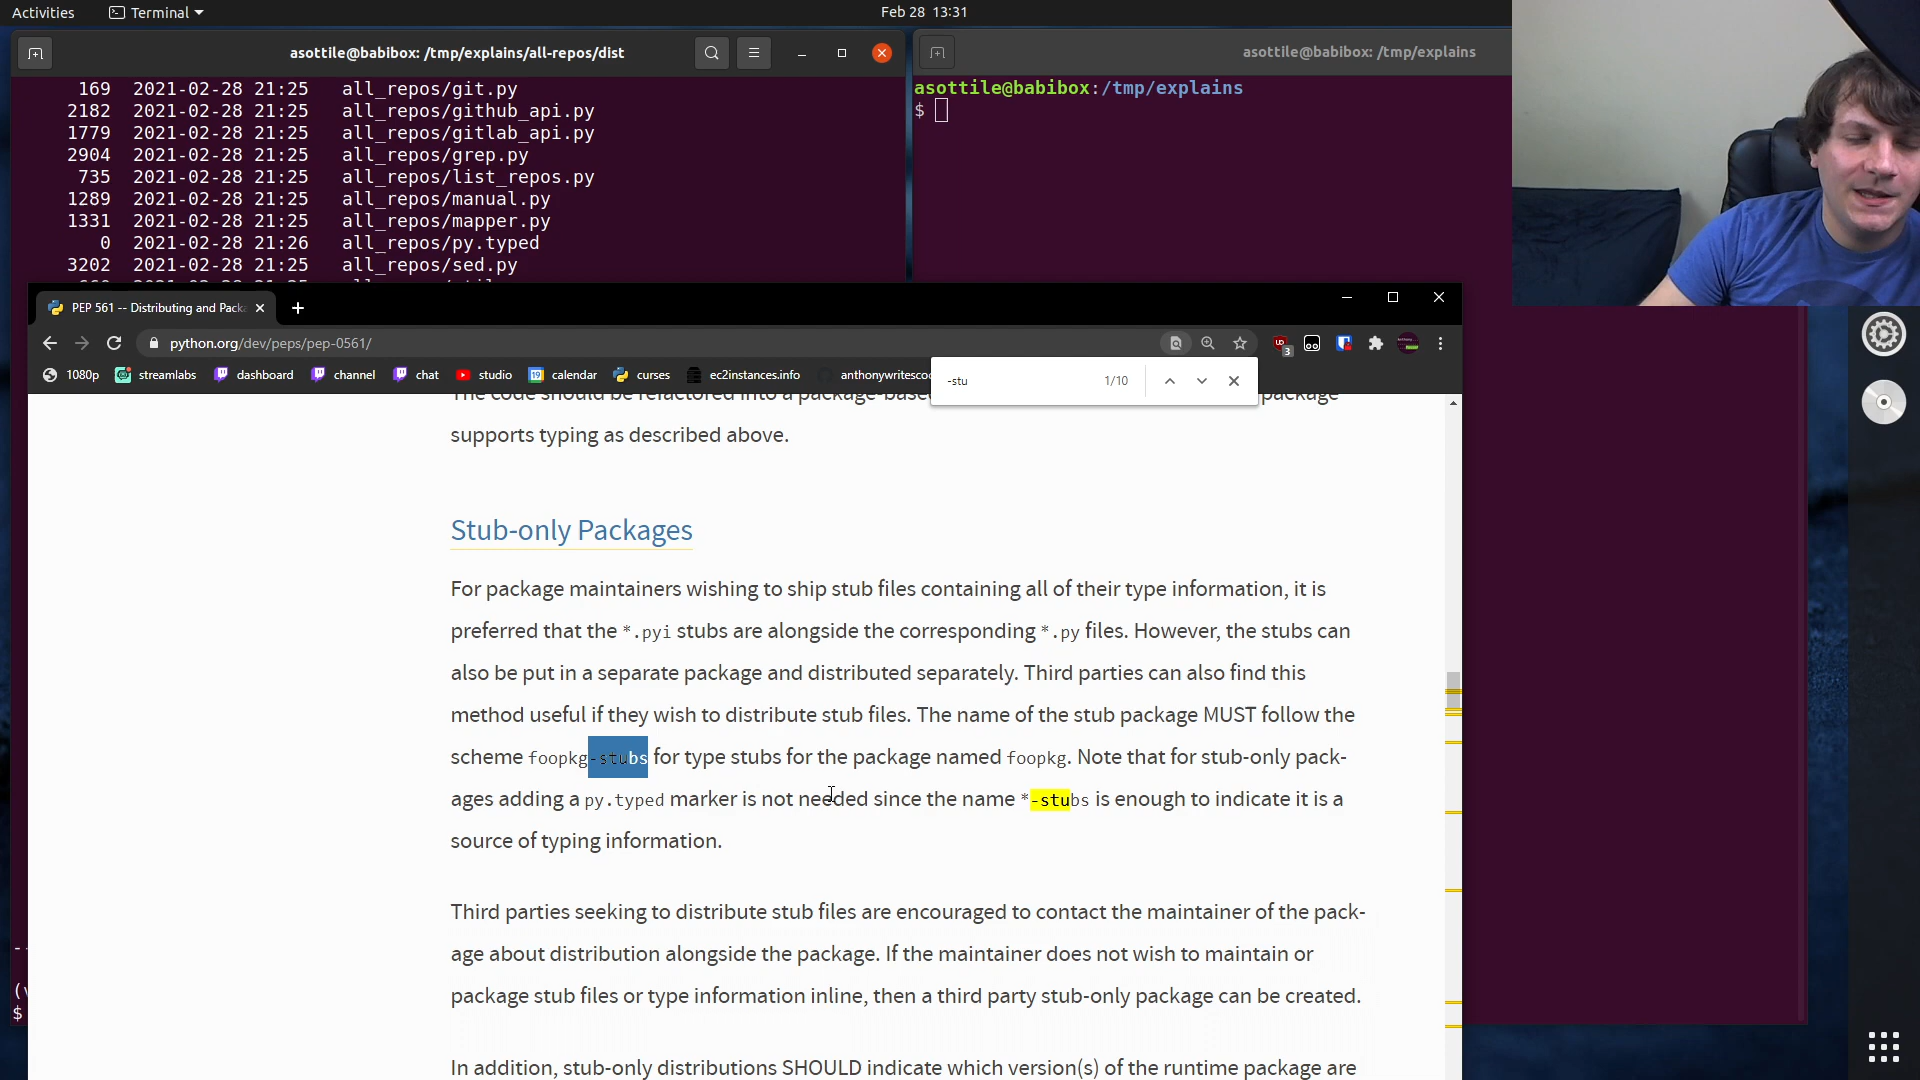 Activities
Terminal
Feb 28 13:31
asottile@babibox: /tmp/explains/all-repos/dist
asottile@babibox: /tmp/explains
169 2021-02-28 21:25 all_repos/git.py
2182 2021-02-28 21:25 all_repos/github_api.py
1779 2021-02-28 21:25 all_repos/gitlab_api.py
2904 2021-02-28 21:25 all_repos/grep.py
735 2021-02-28 21:25 all_repos/list_repos.py
1289 2021-02-28 21:25 all_repos/manual.py
1331 2021-02-28 21:25 all_repos/mapper.py
0 2021-02-28 21:26 all_repos/py.typed
3202 2021-02-28 21:25 all_repos/sed.py
asottile@babibox:/tmp/explains
$
PEP 561 -- Distributing and Packa
python.org/dev/peps/pep-0561/
3
1080p
streamlabs
dashboard
channel
chat
studio
19
calendar
curses
ec2instances.info
anthonywritescod
-stu
1/10
The code should be refactored into a package-base package
supports typing as described above.
Stub-only Packages
For package maintainers wishing to ship stub files containing all of their type information, it is
preferred that the *.pyi stubs are alongside the corresponding *.py files. However, the stubs can
also be put in a separate package and distributed separately. Third parties can also find this
method useful if they wish to distribute stub files. The name of the stub package MUST follow the
scheme foopkg-stubs for type stubs for the package named foopkg. Note that for stub-only pack-
ages adding a py.typed marker is not needed since the name *-stubs is enough to indicate it is a
source of typing information.
Third parties seeking to distribute stub files are encouraged to contact the maintainer of the pack-
age about distribution alongside the package. If the maintainer does not wish to maintain or
package stub files or type information inline, then a third party stub-only package can be created.
In addition, stub-only distributions SHOULD indicate which version(s) of the runtime package are
--
(v
$